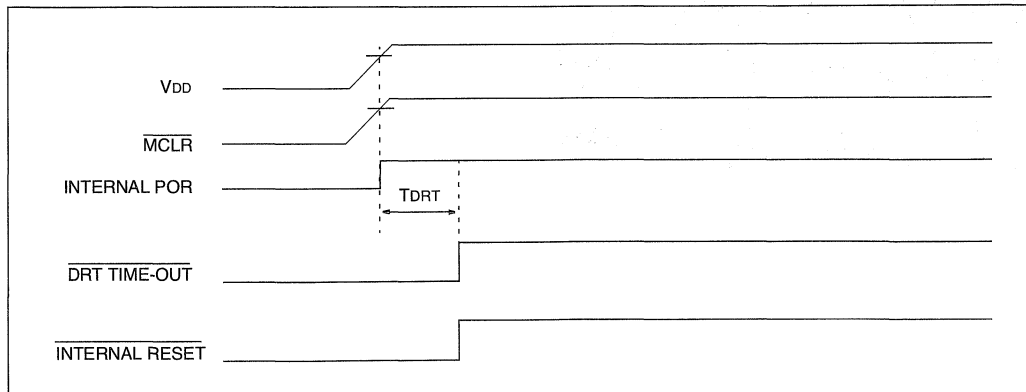 VDD
MCLR
INTERNAL POR
TDRT
DRT TIME-OUT
INTERNAL RESET